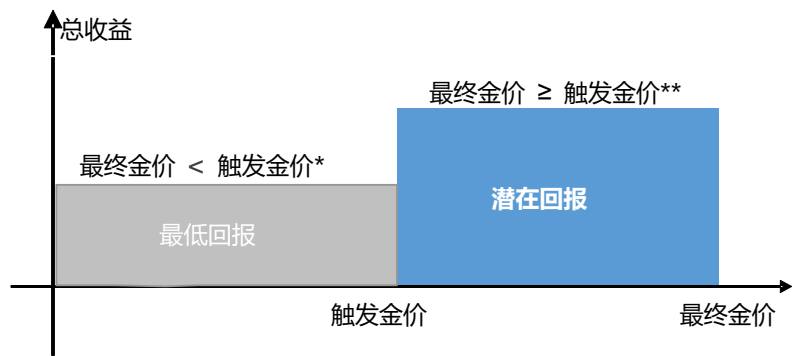 总收益
最终金价 ≥ 触发金价**
最终金价 < 触发金价*
潜在回报
最低回报
触发金价
最终金价